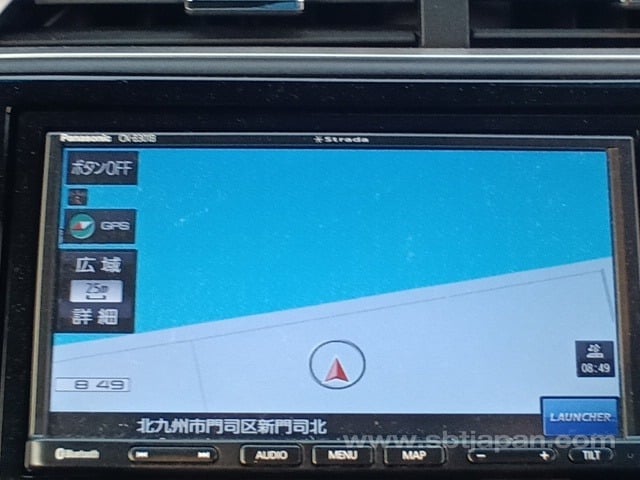 Panasonic CN-B301B
Strada
ボタンOFF
GPS
広域
25m
詳細
8 49
08:49
北九州市門司区新門司北
LAUNCHER
www.sbtjapan.com
Bluetooth
AUDIO MENU MAP - + TILT